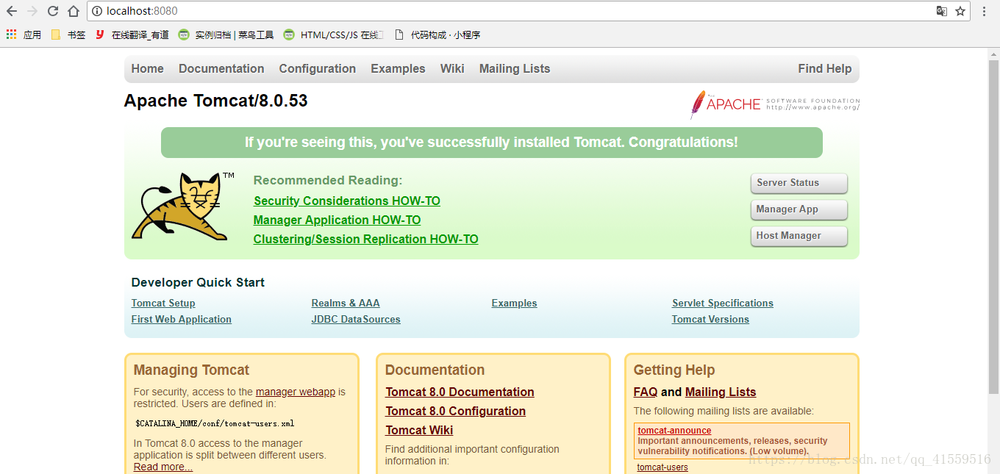 localhost:8080
应用 书签 在线翻译_有道 实例归档 | 菜鸟工具 HTML/CSS/JS 在线工 代码构成 · 小程序
Home Documentation Configuration Examples Wiki Mailing Lists Find Help
Apache Tomcat/8.0.53
THE APACHE SOFTWARE FOUNDATION
http://www.apache.org/
If you're seeing this, you've successfully installed Tomcat. Congratulations!
TM
Recommended Reading:
Security Considerations HOW-TO
Manager Application HOW-TO
Clustering/Session Replication HOW-TO
Server Status
Manager App
Host Manager
Developer Quick Start
Tomcat Setup
First Web Application
Realms & AAA
JDBC DataSources
Examples
Servlet Specifications
Tomcat Versions
Managing Tomcat
For security, access to the manager webapp is
restricted. Users are defined in:
$CATALINA_HOME/conf/tomcat-users.xml
In Tomcat 8.0 access to the manager
application is split between different users.
Read more...
Documentation
Tomcat 8.0 Documentation
Tomcat 8.0 Configuration
Tomcat Wiki
Find additional important configuration
information in:
Getting Help
FAQ and Mailing Lists
The following mailing lists are available:
tomcat-announce
Important announcements, releases, security
vulnerability notifications. (Low volume).
tomcat-users
https://blog.csdn.net/qq_41559516